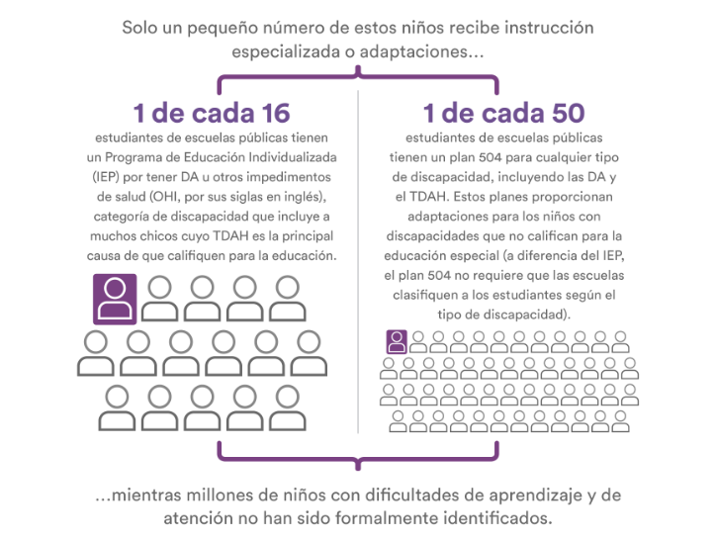 Solo un pequeño número de estos niños recibe instrucción
especializada o adaptaciones...
1 de cada 16
estudiantes de escuelas públicas tienen
un Programa de Educación Individualizada
(IEP) por tener DA u otros impedimentos
de salud (OHI, por sus siglas en inglés),
categoría de discapacidad que incluye a
muchos chicos cuyo TDAH es la principal
causa de que califiquen para la educación.
1 de cada 50
estudiantes de escuelas públicas
tienen un plan 504 para cualquier tipo
de discapacidad, incluyendo las DA y
el TDAH. Estos planes proporcionan
adaptaciones para los niños con
discapacidades que no califican para la
educación especial (a diferencia del IEP,
el plan 504 no requiere que las escuelas
clasifiquen a los estudiantes según el
tipo de discapacidad).
...mientras millones de niños con dificultades de aprendizaje y de
atención no han sido formalmente identificados.